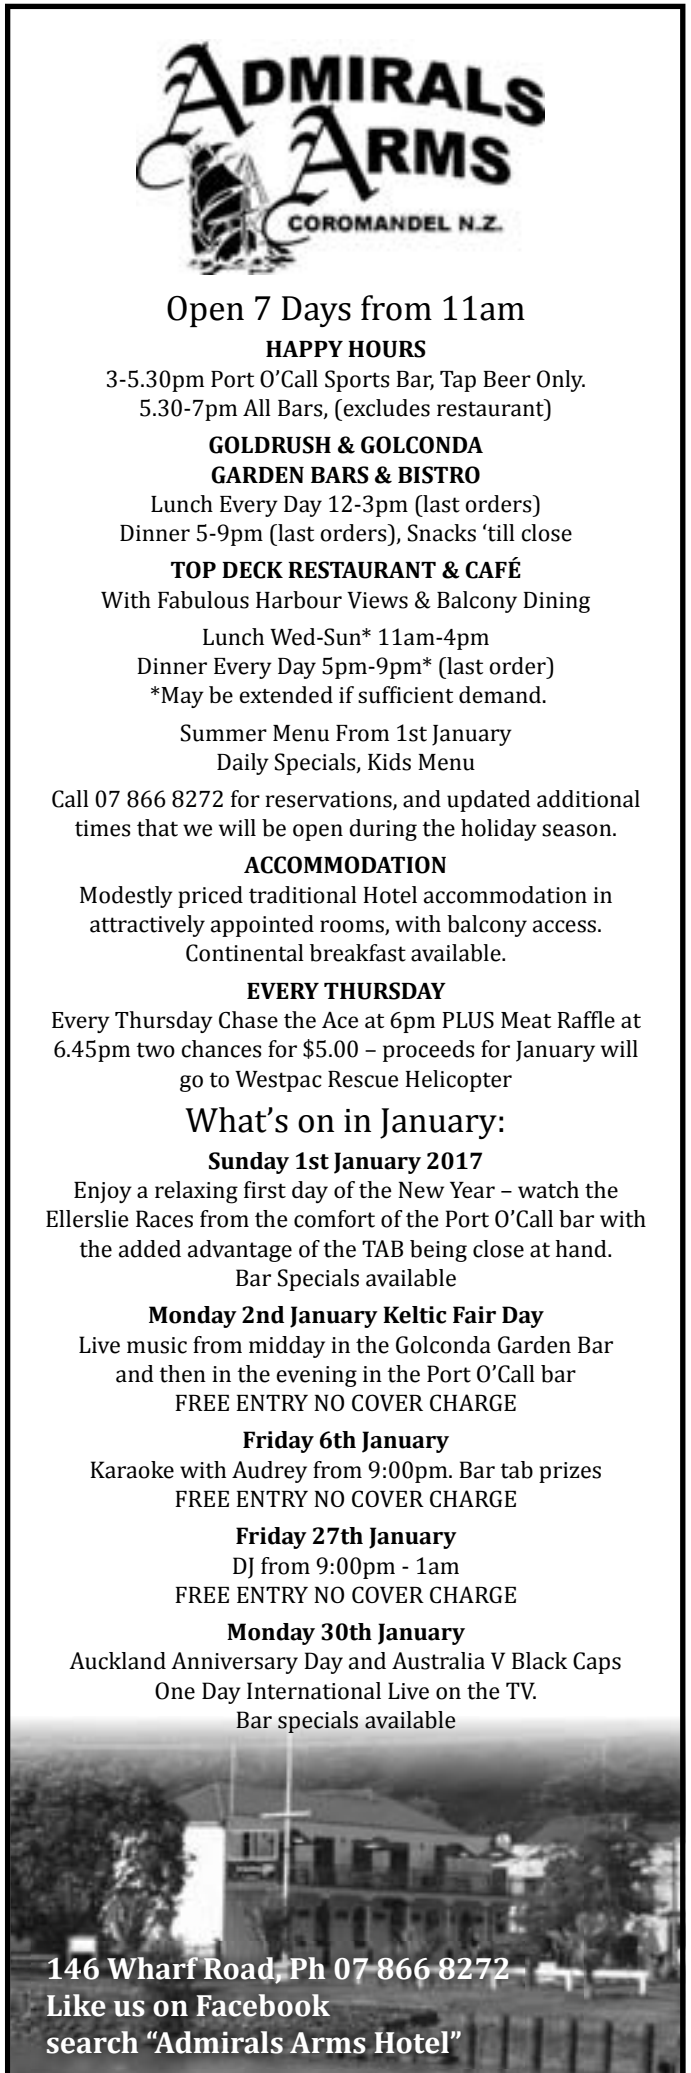 ADMIRALS
ARMS
COROMANDEL N.Z.
Open 7 Days from 11am
HAPPY HOURS
3-5.30pm Port O’Call Sports Bar, Tap Beer Only.
5.30-7pm All Bars, (excludes restaurant)
GOLDRUSH & GOLCONDA
GARDEN BARS & BISTRO
Lunch Every Day 12-3pm (last orders)
Dinner 5-9pm (last orders), Snacks ‘till close
TOP DECK RESTAURANT & CAFÉ
With Fabulous Harbour Views & Balcony Dining
Lunch Wed-Sun* 11am-4pm
Dinner Every Day 5pm-9pm* (last order)
*May be extended if sufficient demand.
Summer Menu From 1st January
Daily Specials, Kids Menu
Call 07 866 8272 for reservations, and updated additional
times that we will be open during the holiday season.
ACCOMMODATION
Modestly priced traditional Hotel accommodation in
attractively appointed rooms, with balcony access.
Continental breakfast available.
EVERY THURSDAY
Every Thursday Chase the Ace at 6pm PLUS Meat Raffle at
6.45pm two chances for $5.00 – proceeds for January will
go to Westpac Rescue Helicopter
What’s on in January:
Sunday 1st January 2017
Enjoy a relaxing first day of the New Year – watch the
Ellerslie Races from the comfort of the Port O’Call bar with
the added advantage of the TAB being close at hand.
Bar Specials available
Monday 2nd January Keltic Fair Day
Live music from midday in the Golconda Garden Bar
and then in the evening in the Port O’Call bar
FREE ENTRY NO COVER CHARGE
Friday 6th January
Karaoke with Audrey from 9:00pm. Bar tab prizes
FREE ENTRY NO COVER CHARGE
Friday 27th January
DJ from 9:00pm - 1am
FREE ENTRY NO COVER CHARGE
Monday 30th January
Auckland Anniversary Day and Australia V Black Caps
One Day International Live on the TV.
Bar specials available
146 Wharf Road, Ph 07 866 8272
Like us on Facebook
search “Admirals Arms Hotel”